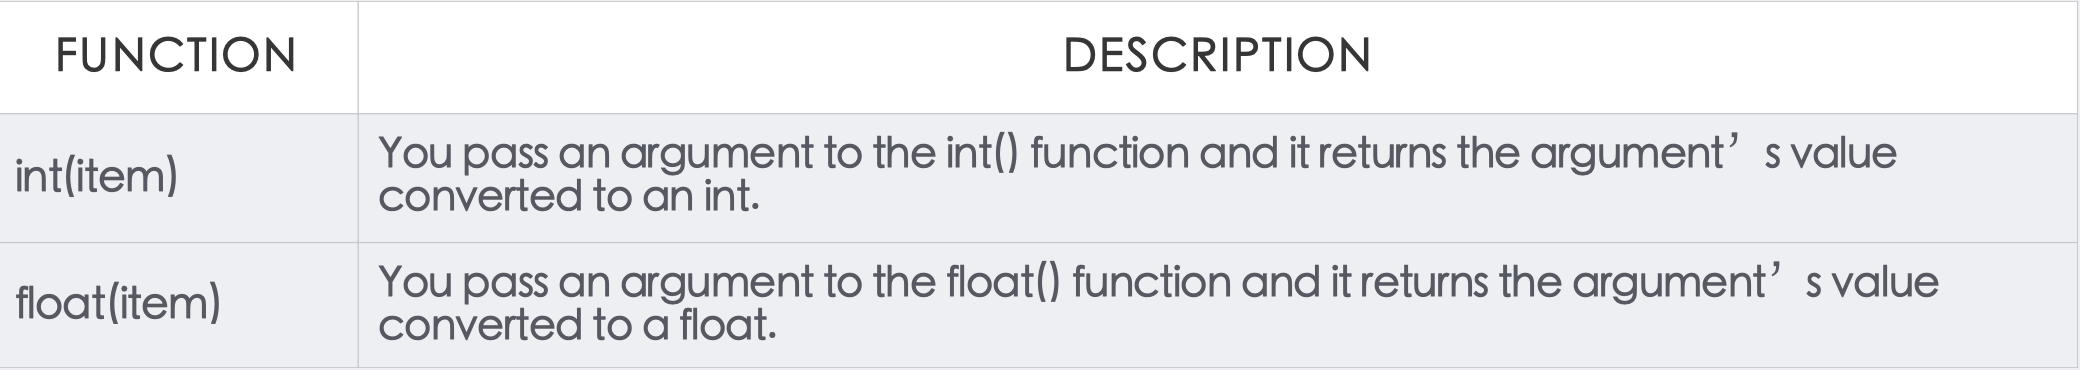 FUNCTION
DESCRIPTION
int(item)
You pass an argument to the int() function and it returns the argument’s value
converted to an int.
float(item)
You pass an argument to the float() function and it returns the argument’s value
converted to a float.